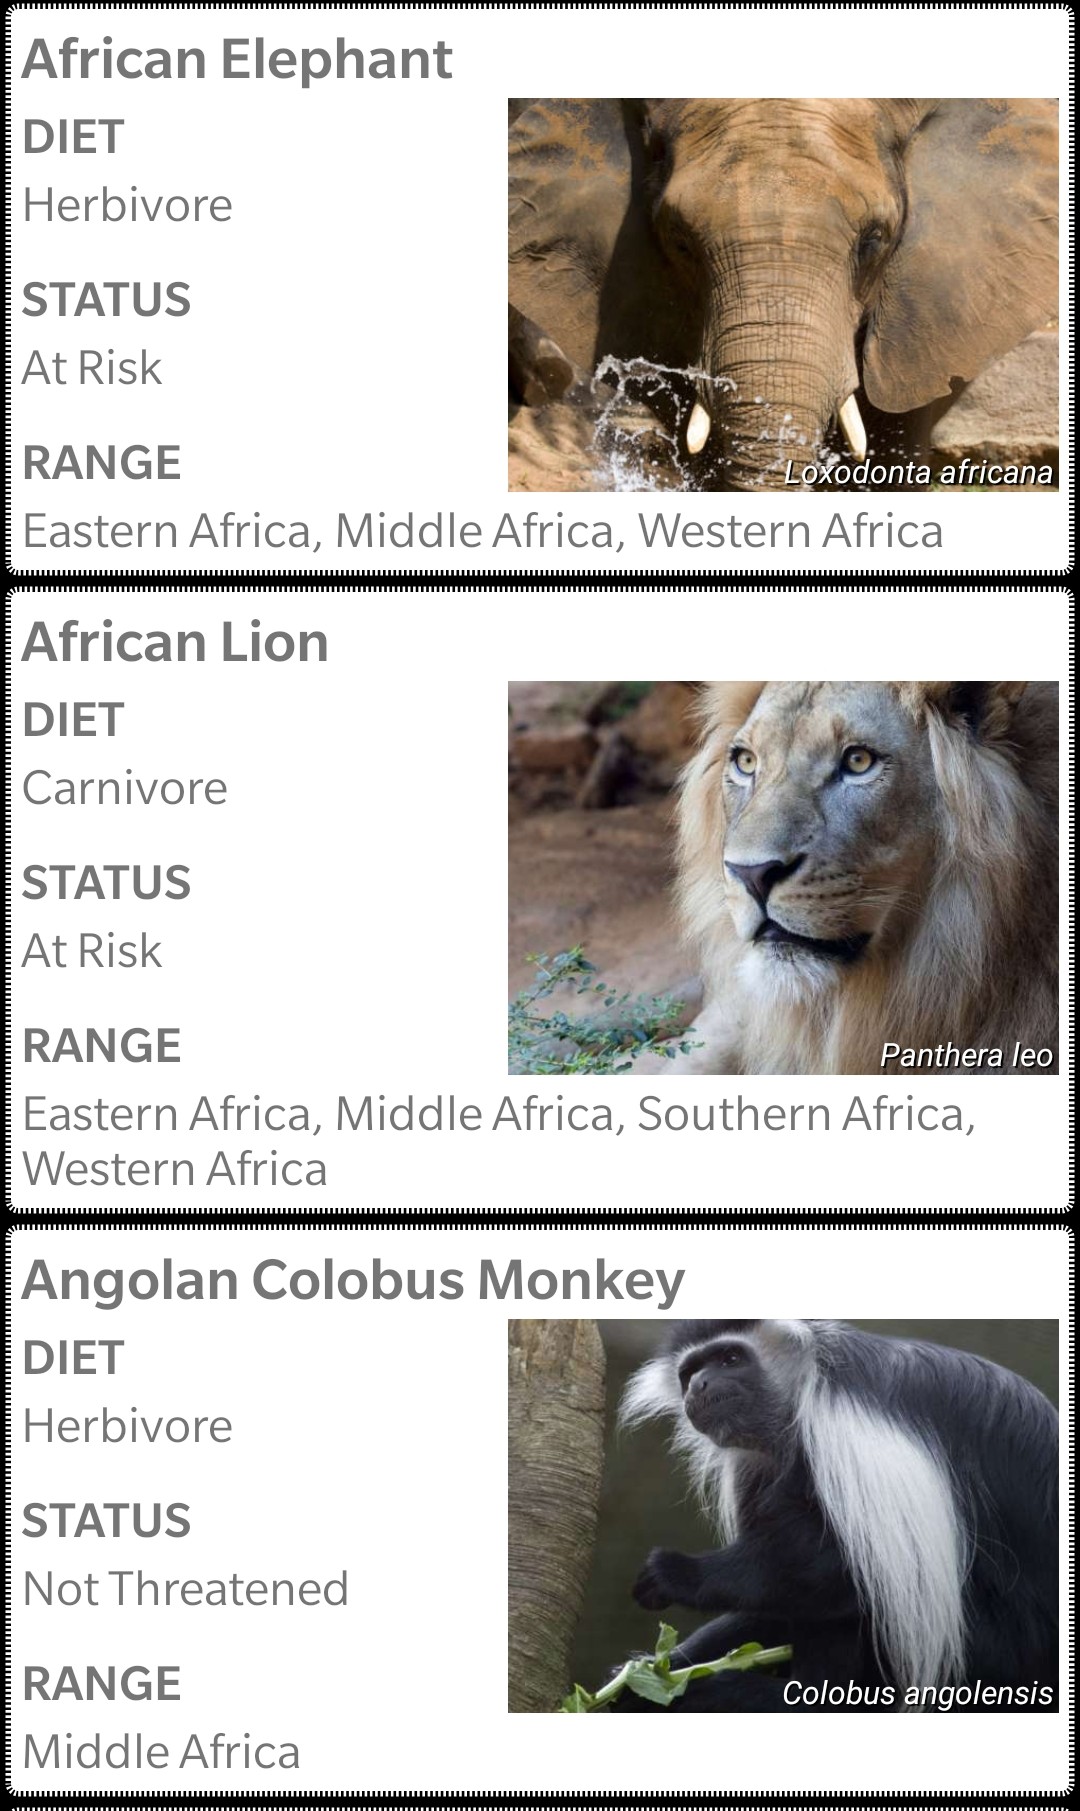 African Elephant
DIET
Herbivore
STATUS
At Risk
RANGE
Loxodonta africana
Eastern Africa, Middle Africa, Western Africa
African Lion
DIET
Carnivore
STATUS
At Risk
RANGE
Panthera leo
Eastern Africa, Middle Africa, Southern Africa,
Western Africa
Angolan Colobus Monkey
DIET
Herbivore
STATUS
Not Threatened
RANGE
Colobus angolensis
Middle Africa